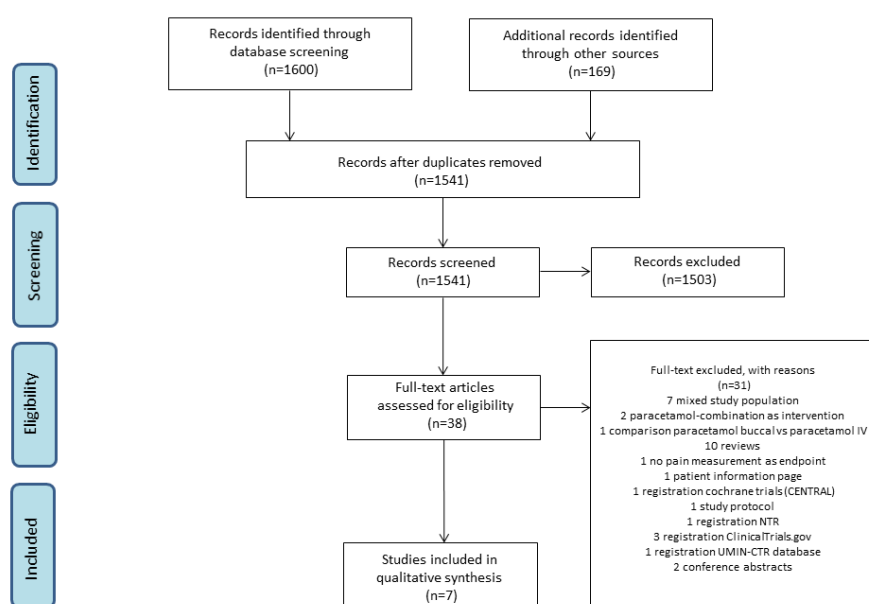 Records identified through
database screening
(n=1600)
Additional records identified
through other sources
(n=169)
Identification
Records after duplicates removed
(n=1541)
Screening
Records screened
(n=1541)
Records excluded
(n=1503)
Eligibility
Full-text articles
assessed for eligibility
(n=38)
Full-text excluded, with reasons
(n=31)
7 mixed study population
2 paracetamol-combination as intervention
1 comparison paracetamol buccal vs paracetamol IV
10 reviews
1 no pain measurement as endpoint
1 patient information page
1 registration cochrane trials (CENTRAL)
1 study protocol
1 registration NTR
3 registration ClinicalTrials.gov
1 registration UMIN-CTR database
2 conference abstracts
Included
Studies included in
qualitative synthesis
(n=7)